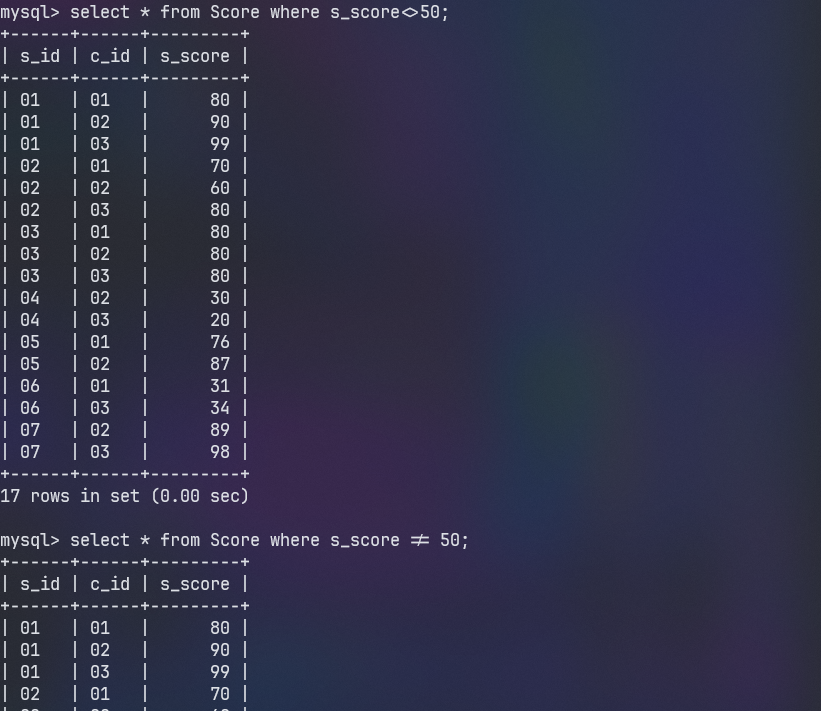 mysql> select * from Score where s_score<>50;
+------+------+---------+
| s_id | c_id | s_score |
+------+------+---------+
| 01   | 01   |      80 |
| 01   | 02   |      90 |
| 01   | 03   |      99 |
| 02   | 01   |      70 |
| 02   | 02   |      60 |
| 02   | 03   |      80 |
| 03   | 01   |      80 |
| 03   | 02   |      80 |
| 03   | 03   |      80 |
| 04   | 02   |      30 |
| 04   | 03   |      20 |
| 05   | 01   |      76 |
| 05   | 02   |      87 |
| 06   | 01   |      31 |
| 06   | 03   |      34 |
| 07   | 02   |      89 |
| 07   | 03   |      98 |
+------+------+---------+
17 rows in set (0.00 sec)
mysql> select * from Score where s_score != 50;
+------+------+---------+
| s_id | c_id | s_score |
+------+------+---------+
| 01   | 01   |      80 |
| 01   | 02   |      90 |
| 01   | 03   |      99 |
| 02   | 01   |      70 |